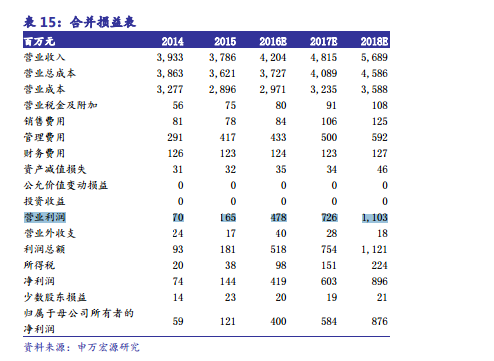 表 15：合并损益表
百万元 2014 2015 2016E 2017E 2018E
营业收入 3,933 3,786 4,204 4,815 5,689
营业总成本 3,863 3,621 3,727 4,089 4,586
营业成本 3,277 2,896 2,971 3,235 3,588
营业税金及附加 56 75 80 91 108
销售费用 81 78 84 106 125
管理费用 291 417 433 500 592
财务费用 126 123 124 123 127
资产减值损失 31 32 35 34 46
公允价值变动损益 0 0 0 0 0
投资收益 0 0 0 0 0
营业利润 70 165 478 726 1,103
营业外收支 24 17 40 28 18
利润总额 93 181 518 754 1,121
所得税 20 38 98 151 224
净利润 74 144 419 603 896
少数股东损益 14 23 20 19 21
归属于母公司所有者的
净利润 59 121 400 584 876
资料来源：申万宏源研究